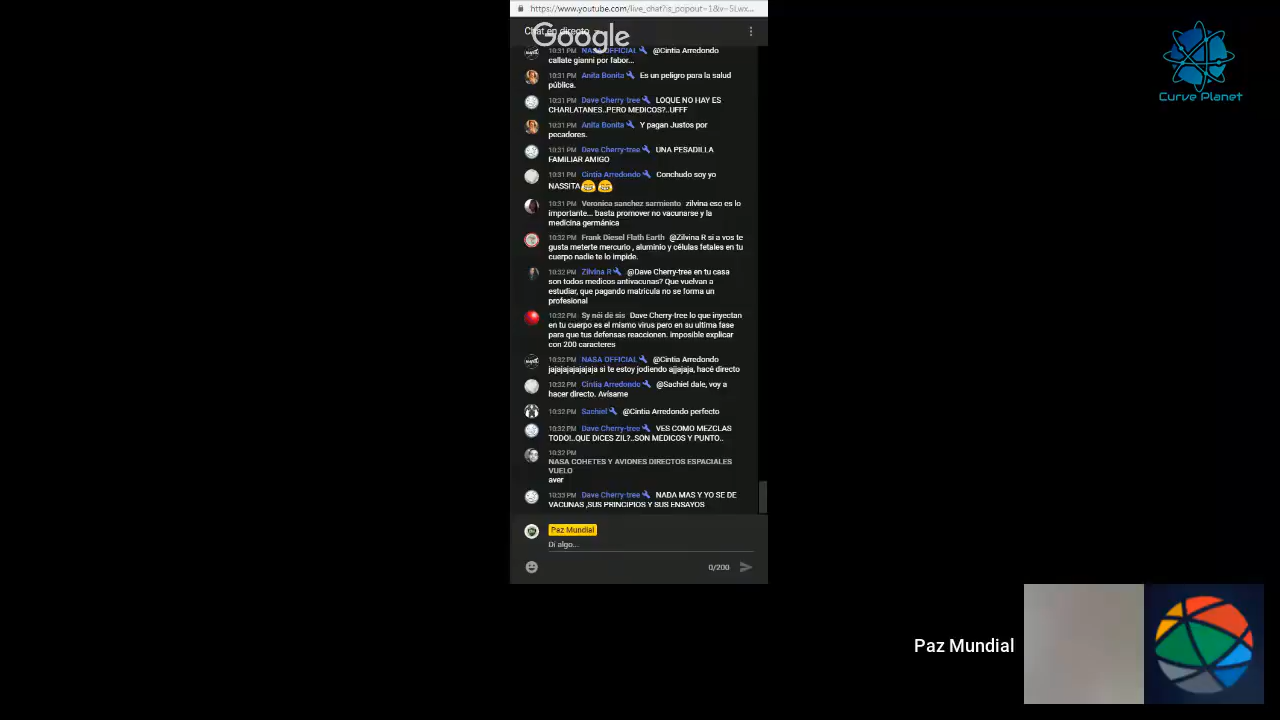 https://www.youtube.com/live_chat?is_popout=1&v=5Lwx...
Chat en directo
Google
10:31 PM NASA OFFICIAL @Cintia Arredondo
callate gianni por fabor...
10:31 PM Anita Bonita Es un peligro para la salud
pública.
10:31 PM Dave Cherry-tree LOQUE NO HAY ES
CHARLATANES..PERO MEDICOS?..UFFF
10:31 PM Anita Bonita Y pagan Justos por
pecadores.
10:31 PM Dave Cherry-tree UNA PESADILLA
FAMILIAR AMIGO
10:31 PM Cintia Arredondo Conchudo soy yo
NASSITA😂😂
10:31 PM Veronica sanchez sarmiento zilvina eso es lo
importante... basta promover no vacunarse y la
medicina germánica
10:32 PM Frank Diesel Flath Earth @Zilvina R si a vos te
gusta meterte mercurio , aluminio y células fetales en tu
cuerpo nadie te lo impide.
10:32 PM Zilvina R @Dave Cherry-tree en tu casa
son todos medicos antivacunas? Que vuelvan a
estudiar, que pagando matrícula no se forma un
profesional
10:32 PM Sy nói dë sis Dave Cherry-tree lo que inyectan
en tu cuerpo es el mismo virus pero en su ultima fase
para que tus defensas reaccionen. imposible explicar
con 200 caracteres
10:32 PM NASA OFFICIAL @Cintia Arredondo
jajajajajajaja si te estoy jodiendo ajjajaja, hacé directo
10:32 PM Cintia Arredondo @Sachiel dale, voy a
hacer directo. Avísame
10:32 PM Sachiel @Cintia Arredondo perfecto
10:32 PM Dave Cherry-tree VES COMO MEZCLAS
TODO!..QUE DICES ZIL?..SON MEDICOS Y PUNTO..
10:32 PM
NASA COHETES Y AVIONES DIRECTOS ESPACIALES
VUELO
aver
10:33 PM Dave Cherry-tree NADA MAS Y YO SE DE
VACUNAS ,SUS PRINCIPIOS Y SUS ENSAYOS
Paz Mundial
Di algo...
0/200
Curve Planet
Paz Mundial